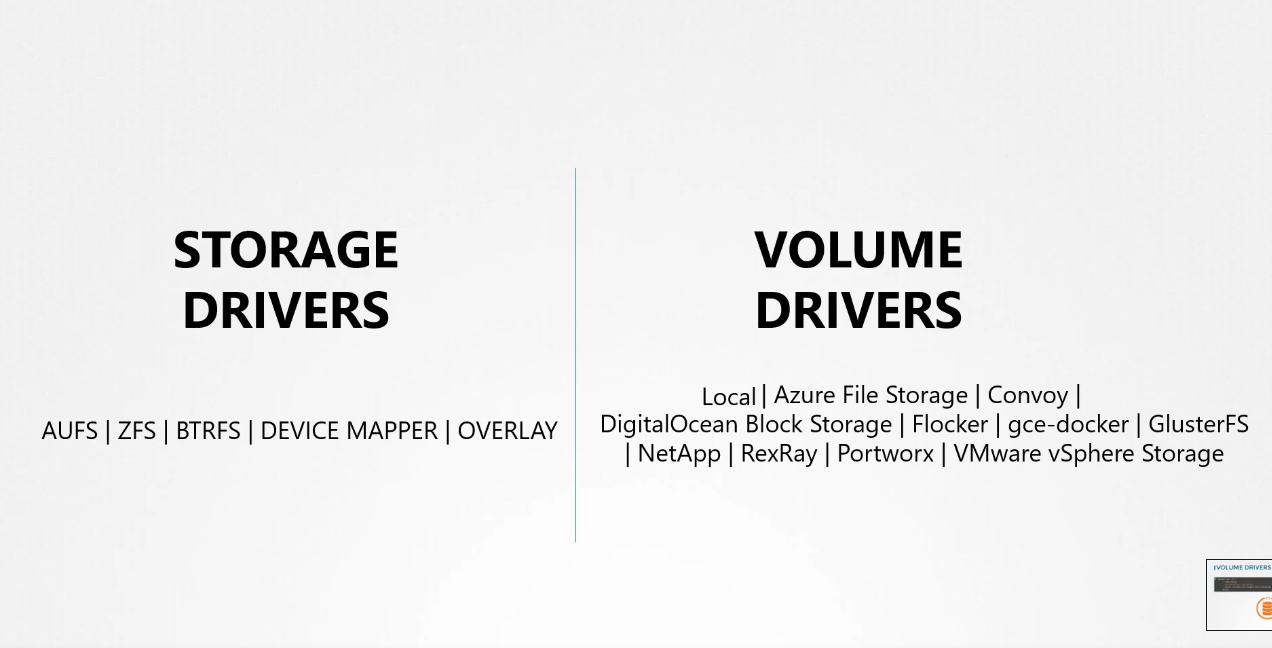 STORAGE
DRIVERS
AUFS | ZFS | BTRFS | DEVICE MAPPER | OVERLAY
VOLUME
DRIVERS
Local | Azure File Storage | Convoy |
DigitalOcean Block Storage | Flocker | gce-docker | GlusterFS
| NetApp | RexRay | Portworx | VMware vSphere Storage
|VOLUME DRIVERS